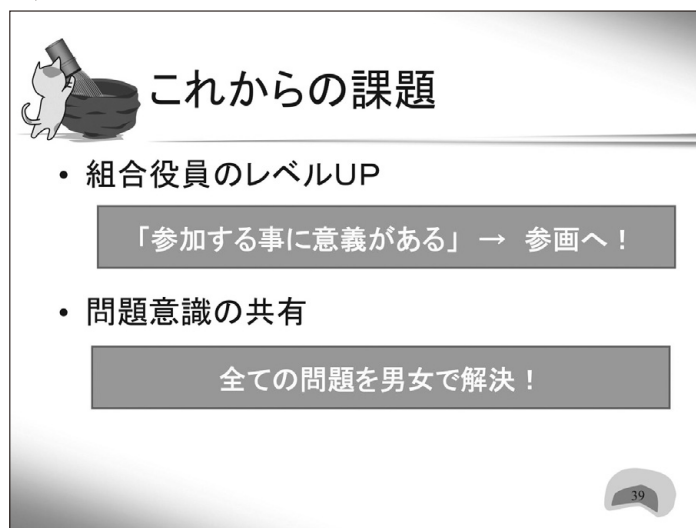 これからの課題
• 組合役員のレベルUP
「参加する事に意義がある」 → 参画へ！
• 問題意識の共有
全ての問題を男女で解決！
39